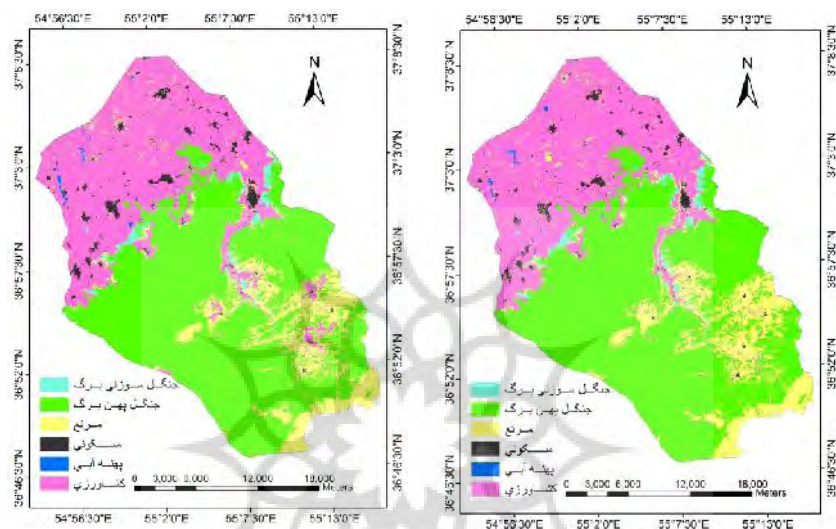 54°56'30"E 55°2'0"E 55°7'30"E 55°13'0"E
37°8'30"N
37°3'0"N
36°57'30"N
36°52'0"N
36°46'30"N
N
جنگل سوزنی برگ
جنگل پهن برگ
مرتع
سکونی
پهنه آبی
کشاورزی
0 3,000 6,000 12,000 18,000
Meters
54°56'30"E 55°2'0"E 55°7'30"E 55°13'0"E
54°56'30"E 55°2'0"E 55°7'30"E 55°13'0"E
37°8'30"N
37°3'0"N
36°57'30"N
36°52'0"N
36°46'30"N
N
جنگل سوزنی برگ
جنگل پهن برگ
مرتع
سکونی
پهنه آبی
کشاورزی
0 3,000 6,000 12,000 18,000
Meters
54°56'30"E 55°2'0"E 55°7'30"E 55°13'0"E